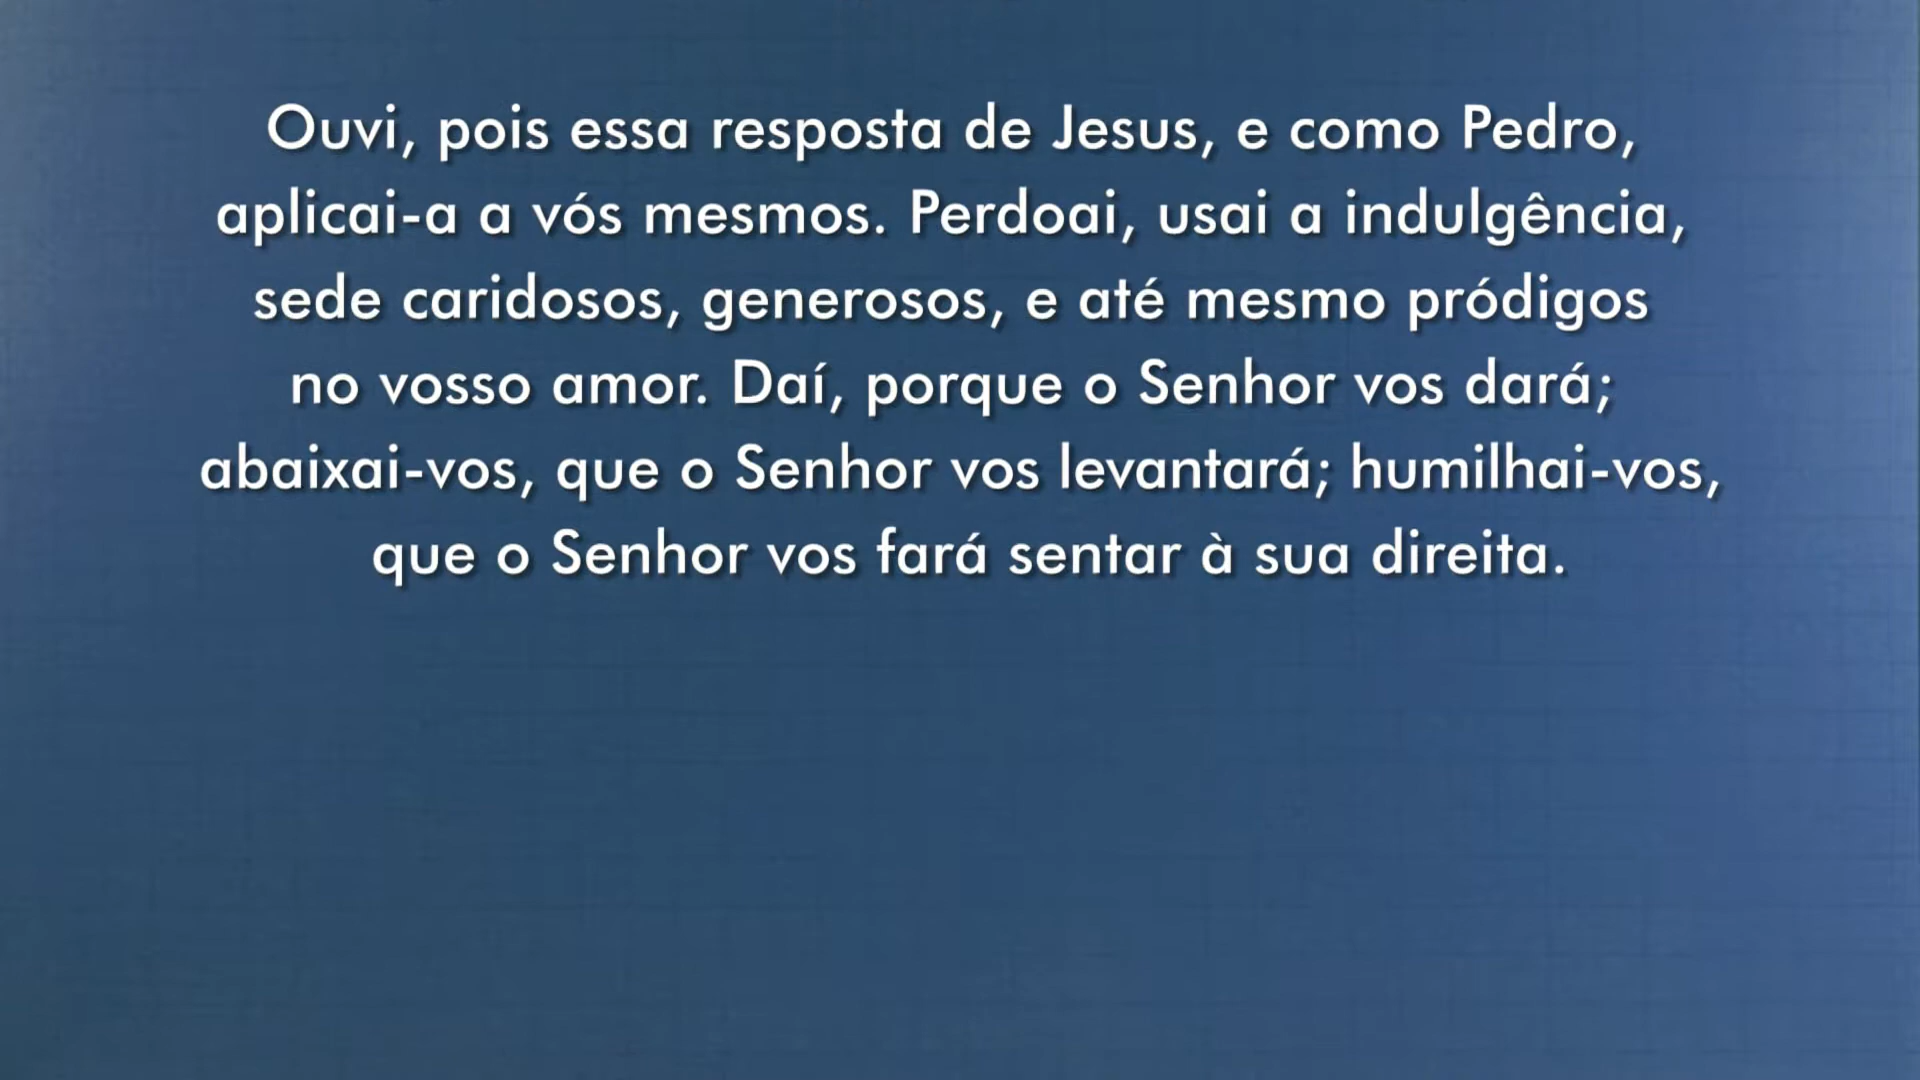 Ouvi, pois essa resposta de Jesus, e como Pedro,
aplicai-a a vós mesmos. Perdoai, usai a indulgência,
sede caridosos, generosos, e até mesmo pródigos
no vosso amor. Daí, porque o Senhor vos dará;
abaixai-vos, que o Senhor vos levantará; humilhai-vos,
que o Senhor vos fará sentar à sua direita.